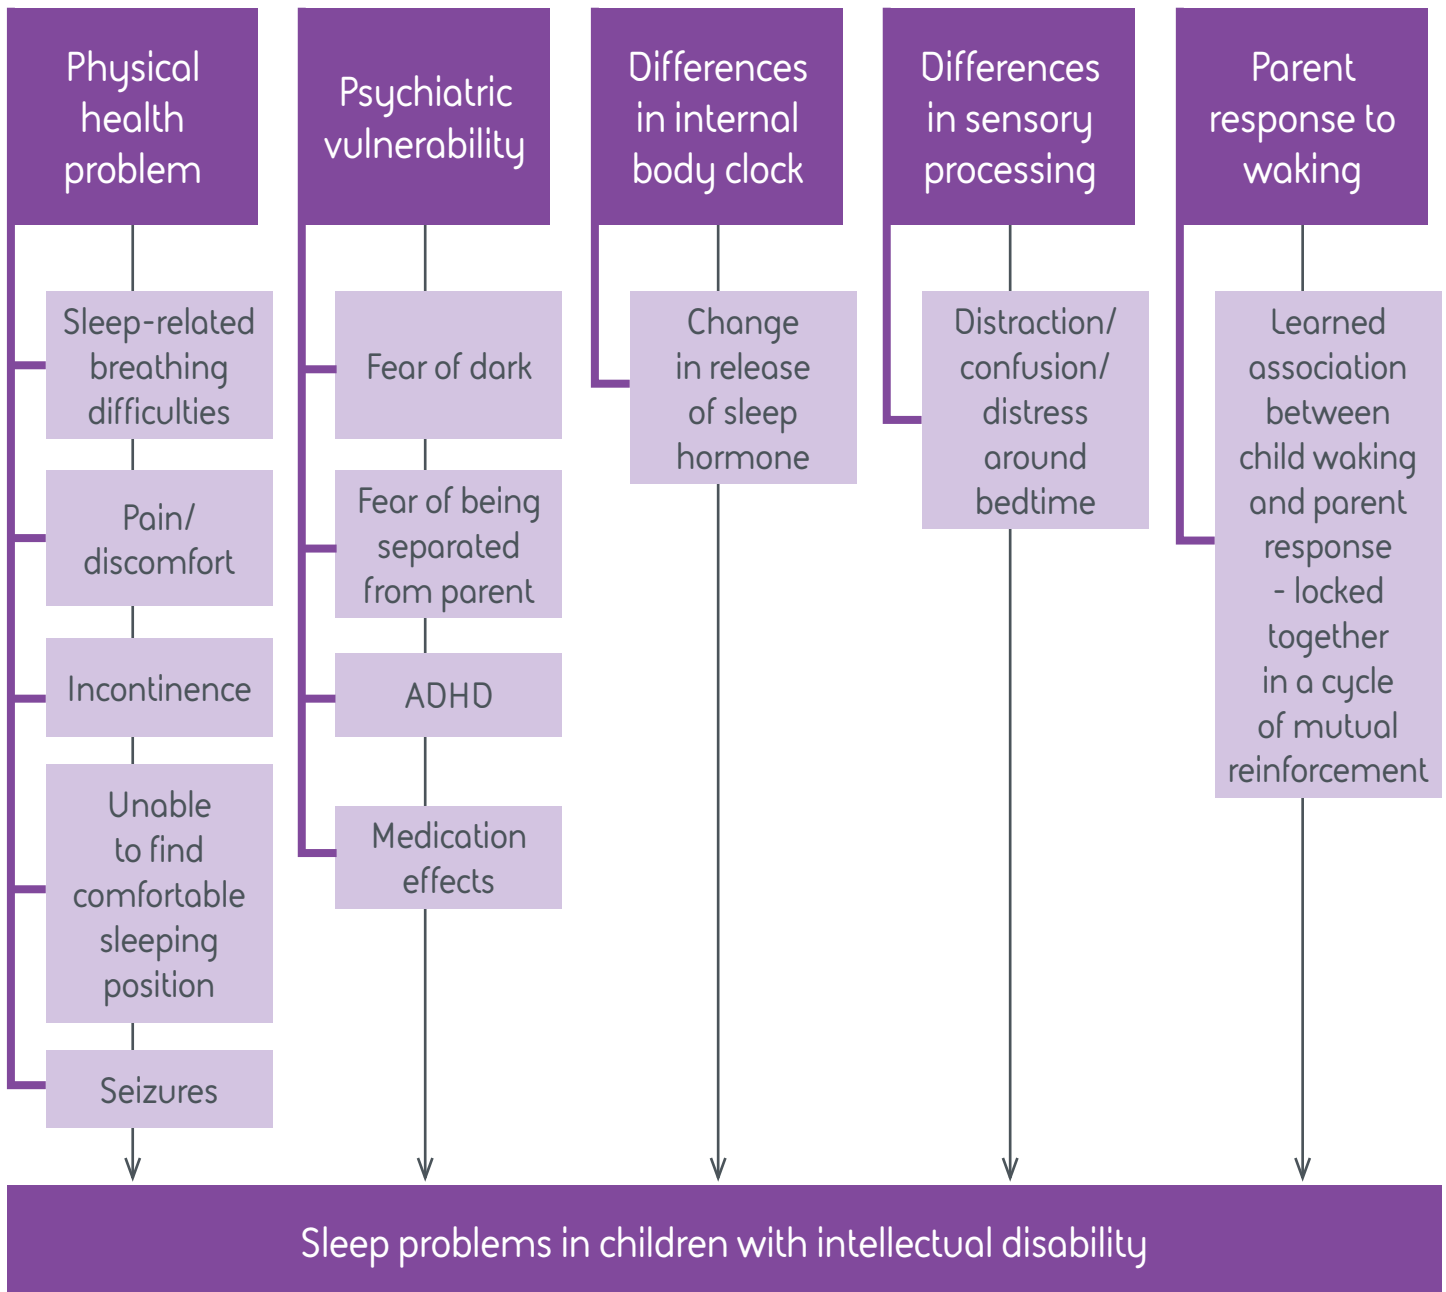 Physical
health
problem
Sleep-related
breathing
difficulties
Pain/
discomfort
Incontinence
Unable
to find
comfortable
sleeping
position
Seizures
Psychiatric
vulnerability
Fear of dark
Fear of being
separated
from parent
ADHD
Medication
effects
Differences
in internal
body clock
Change
in release
of sleep
hormone
Differences
in sensory
processing
Distraction/
confusion/
distress
around
bedtime
Parent
response to
waking
Learned
association
between
child waking
and parent
response
- locked
together
in a cycle
of mutual
reinforcement
Sleep problems in children with intellectual disability